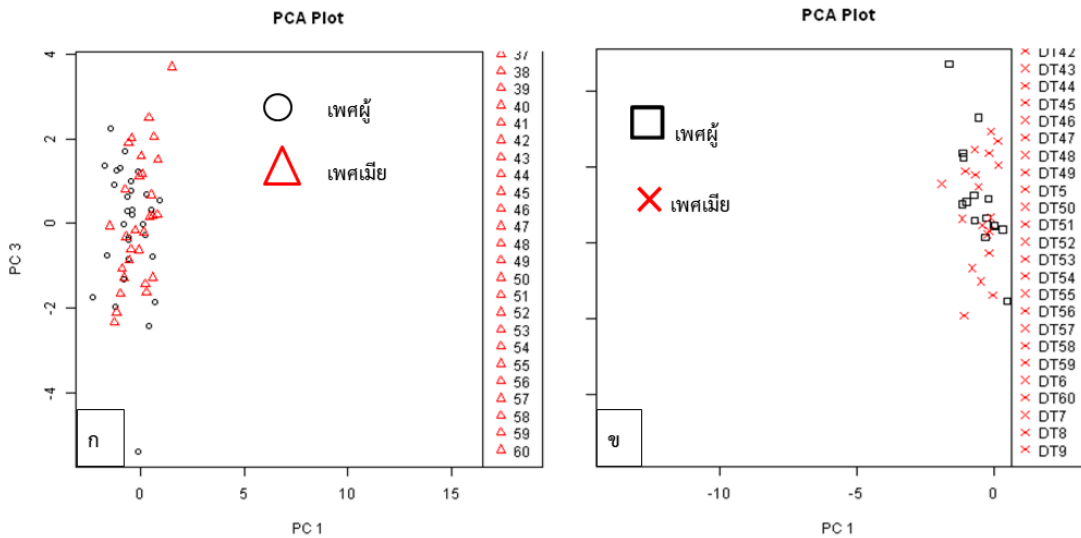 PCA Plot
4
2
0
-2
-4
PC 3
0
5
10
15
PC 1
เพศผู้
เพศเมีย
ก
37
38
39
40
41
42
43
44
45
46
47
48
49
50
51
52
53
54
55
56
57
58
59
60
PCA Plot
เพศผู้
เพศเมีย
ข
-10
-5
0
PC 1
DT42
DT43
DT44
DT45
DT46
DT47
DT48
DT49
DT5
DT50
DT51
DT52
DT53
DT54
DT55
DT56
DT57
DT58
DT59
DT6
DT60
DT7
DT8
DT9